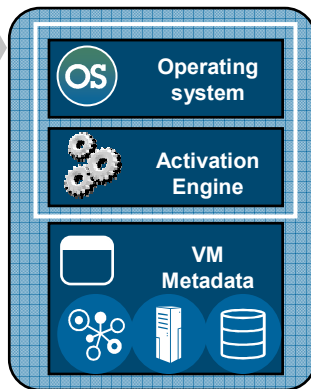 OS
Operating
system
Activation
Engine
VM
Metadata